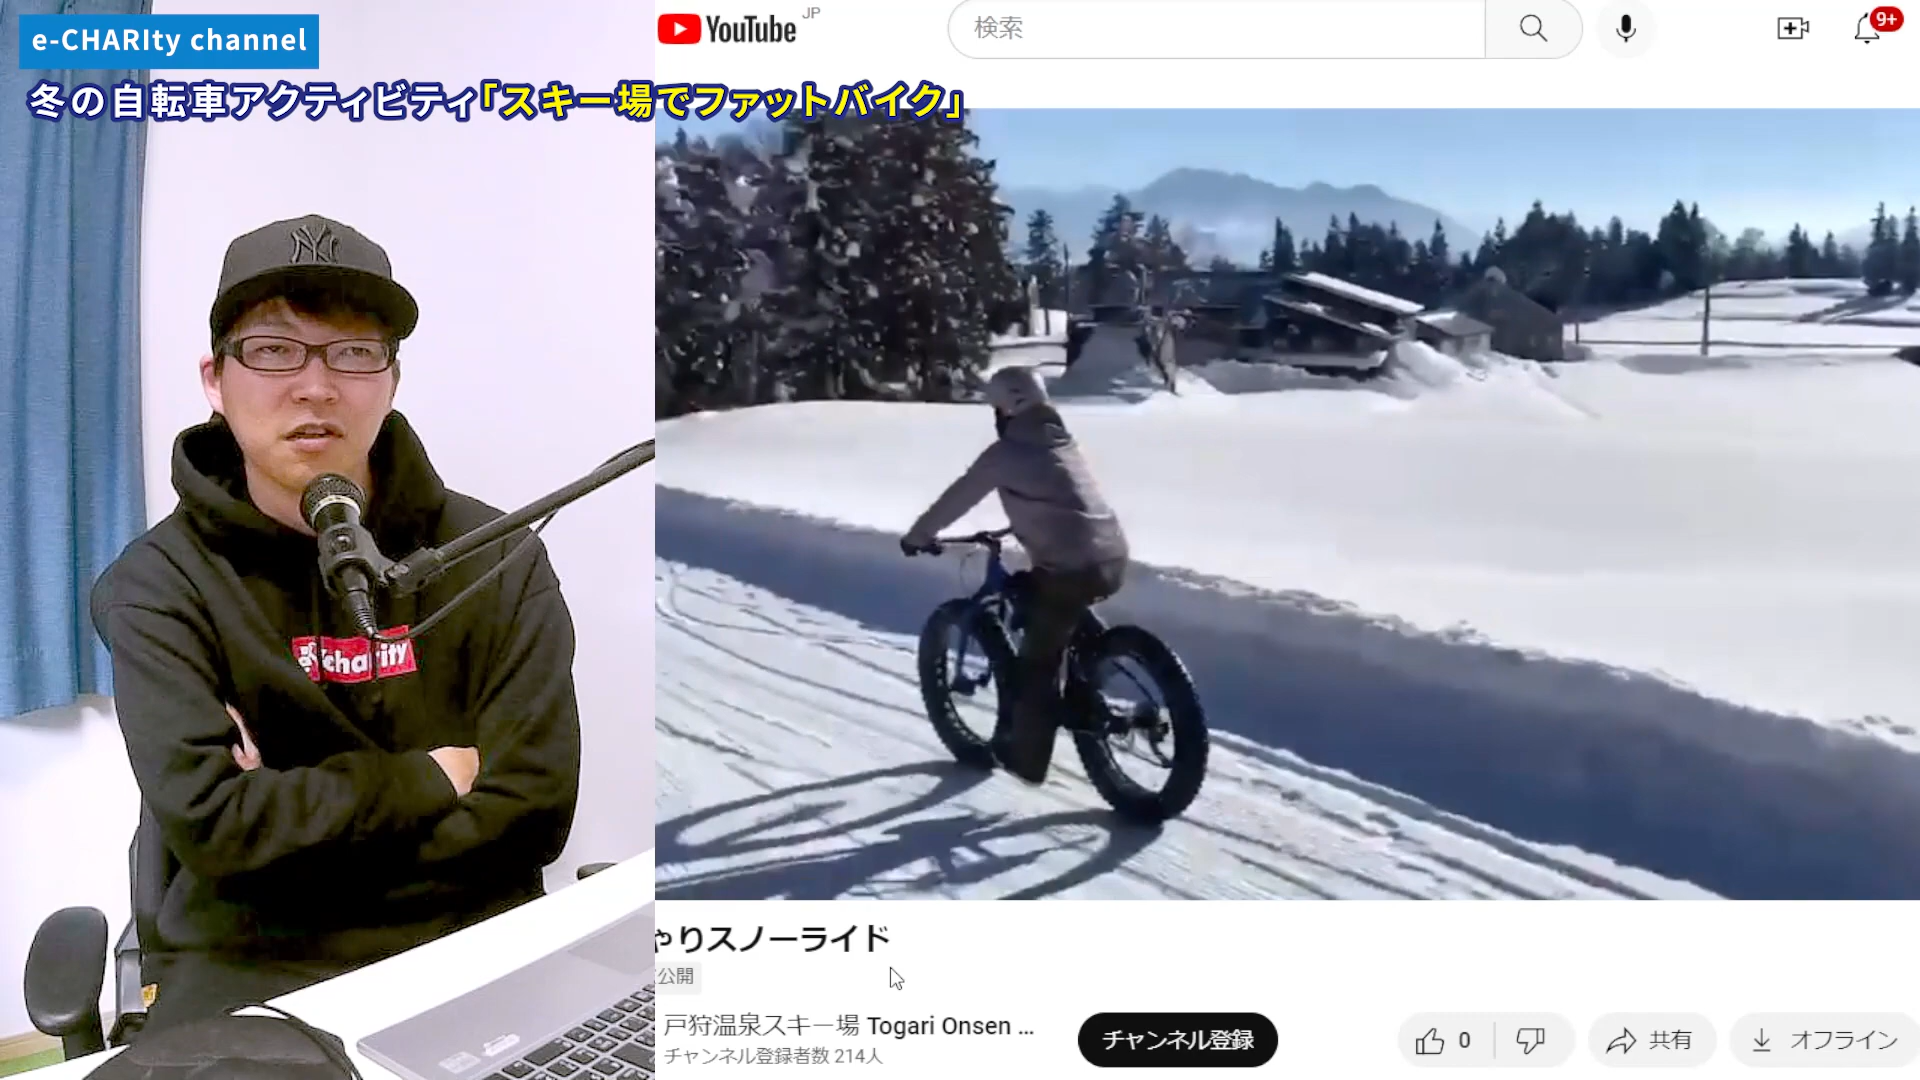 e-CHARIty channel
冬の自転車アクティビティ「スキー場でファットバイク」
YouTube JP
検索
9+
NY
charity
ゃりスノーライド
公開
戸狩温泉スキー場 Togari Onsen ...
チャンネル登録者数 214人
チャンネル登録
0
共有
オフライン